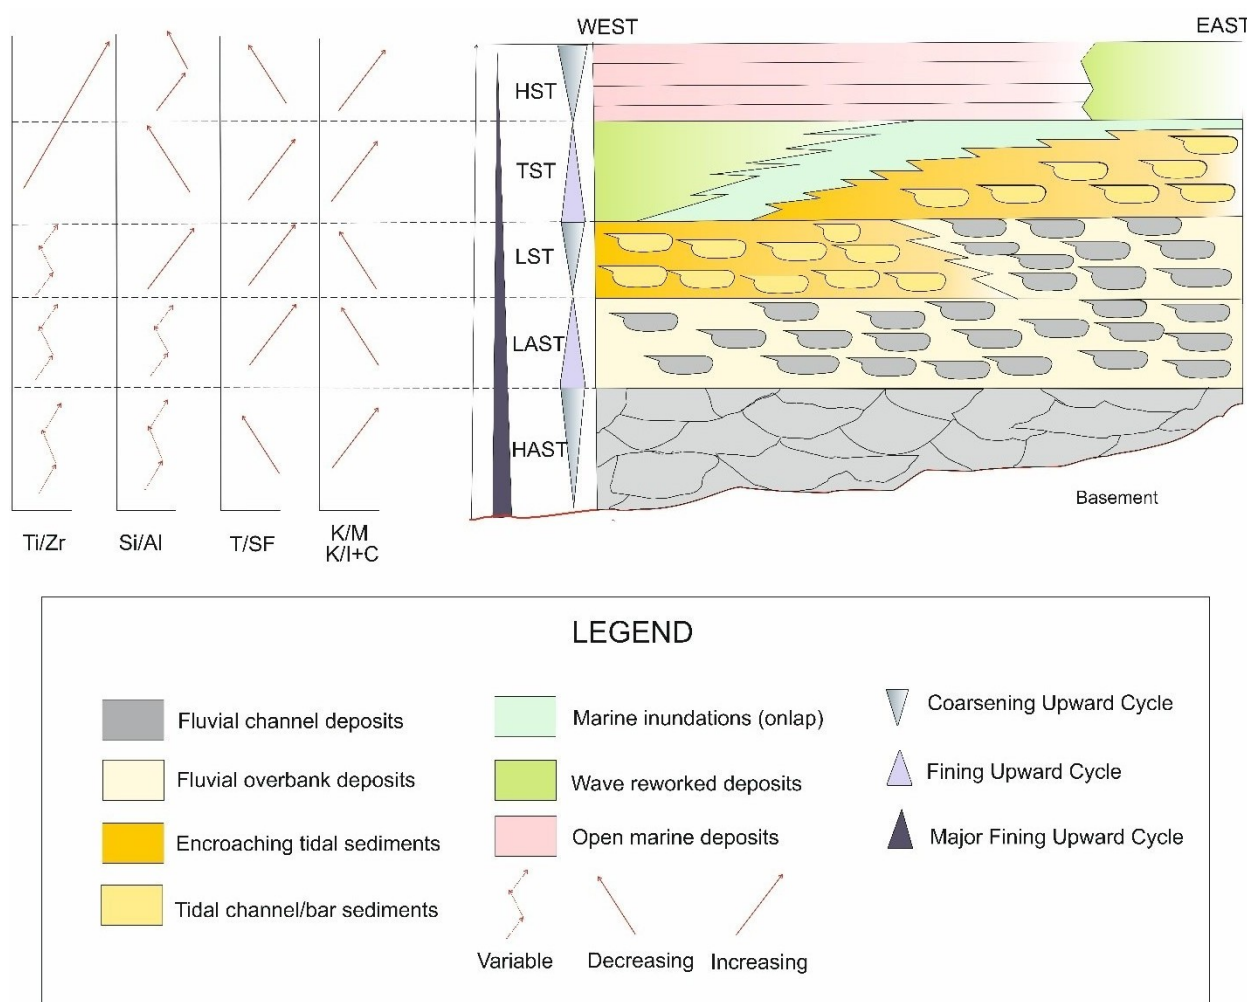 WEST
EAST
HST
TST
LST
LAST
HAST
Basement
Ti/Zr
Si/Al
T/SF
K/M
K/I+C
LEGEND
Fluvial channel deposits
Fluvial overbank deposits
Encroaching tidal sediments
Tidal channel/bar sediments
Marine inundations (onlap)
Wave reworked deposits
Open marine deposits
Variable
Decreasing
Increasing
Coarsening Upward Cycle
Fining Upward Cycle
Major Fining Upward Cycle